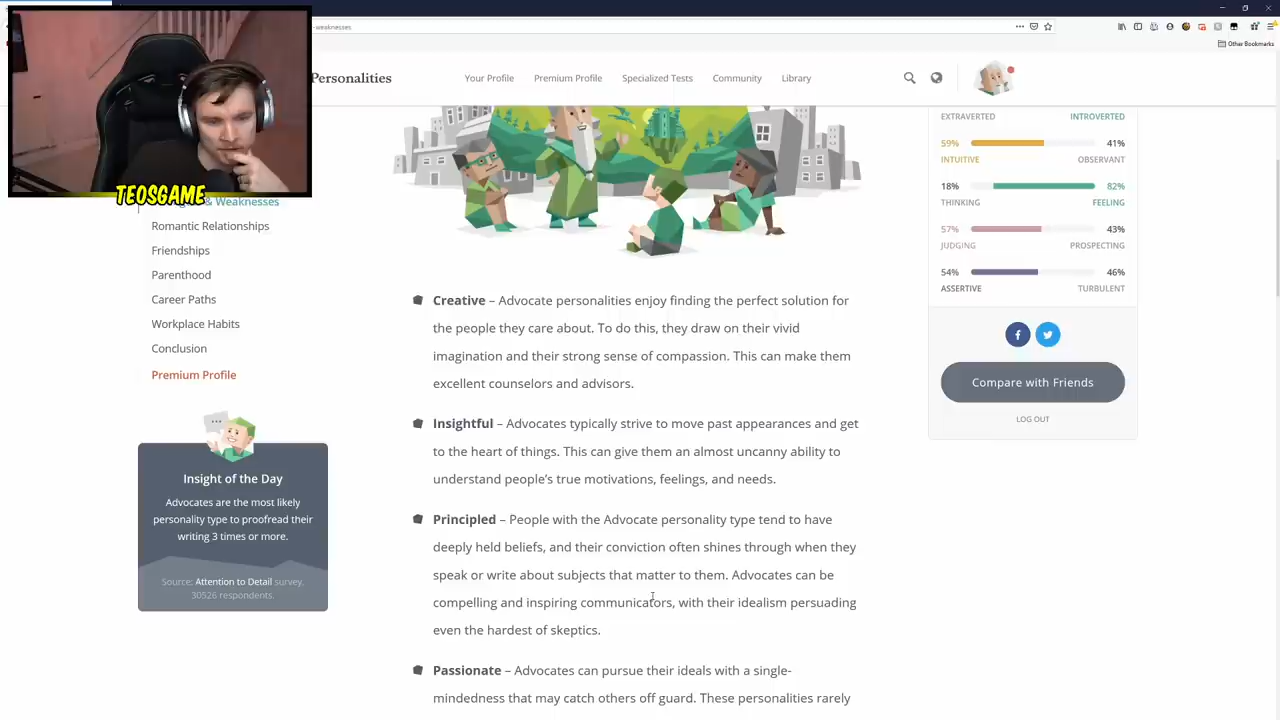 -weaknesses
Other Bookmarks
Personalities
Your Profile
Premium Profile
Specialized Tests
Community
Library
TEOSGAME
& Weaknesses
Romantic Relationships
Friendships
Parenthood
Career Paths
Workplace Habits
Conclusion
Premium Profile
Insight of the Day
Advocates are the most likely
personality type to proofread their
writing 3 times or more.
Source: Attention to Detail survey,
30526 respondents.
Creative – Advocate personalities enjoy finding the perfect solution for
the people they care about. To do this, they draw on their vivid
imagination and their strong sense of compassion. This can make them
excellent counselors and advisors.
Insightful – Advocates typically strive to move past appearances and get
to the heart of things. This can give them an almost uncanny ability to
understand people's true motivations, feelings, and needs.
Principled – People with the Advocate personality type tend to have
deeply held beliefs, and their conviction often shines through when they
speak or write about subjects that matter to them. Advocates can be
compelling and inspiring communicators, with their idealism persuading
even the hardest of skeptics.
Passionate – Advocates can pursue their ideals with a single-
mindedness that may catch others off guard. These personalities rarely
EXTRAVERTED INTROVERTED
59% 41%
INTUITIVE OBSERVANT
18% 82%
THINKING FEELING
57% 43%
JUDGING PROSPECTING
54% 46%
ASSERTIVE TURBULENT
Compare with Friends
LOG OUT